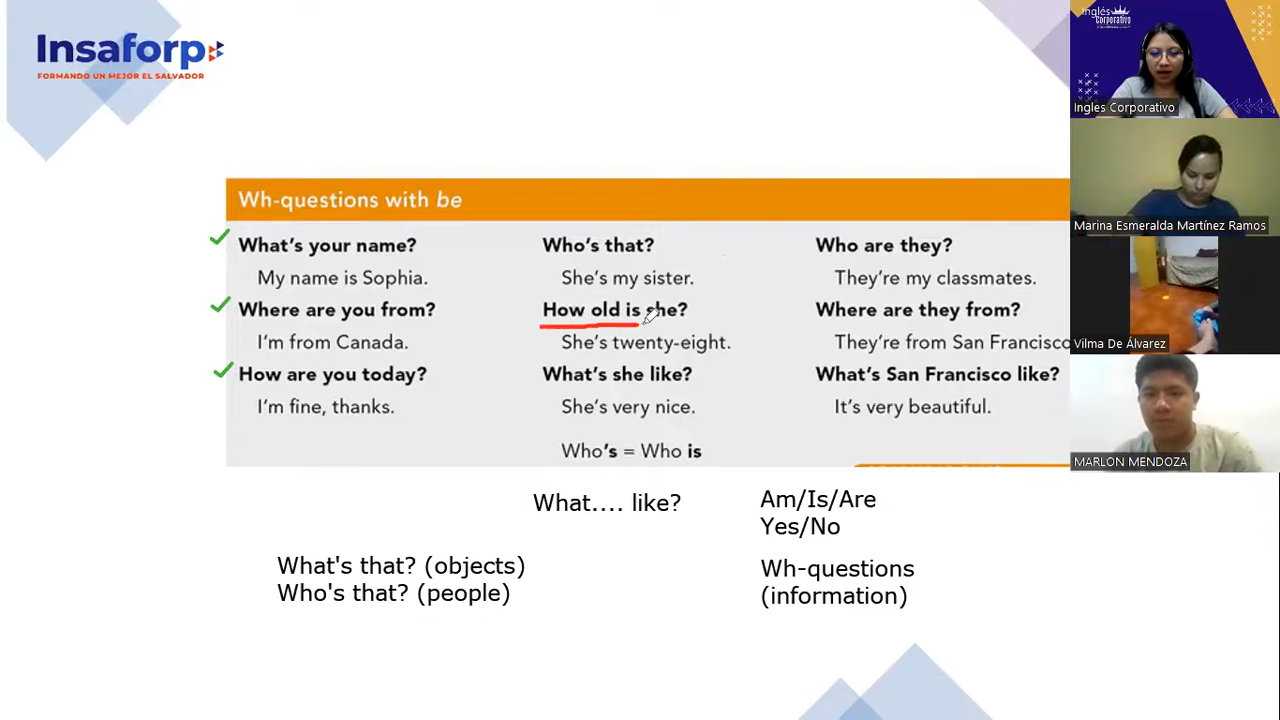 Insaforp
FORMANDO UN MEJOR EL SALVADOR
Wh-questions with be
What's your name?
My name is Sophia.
Where are you from?
I'm from Canada.
How are you today?
I'm fine, thanks.
Who's that?
She's my sister.
How old is she?
She's twenty-eight.
What's she like?
She's very nice.
Who's = Who is
Who are they?
They're my classmates.
Where are they from?
They're from San Francisco
What's San Francisco like?
It's very beautiful.
What.... like?
Am/Is/Are
Yes/No
What's that? (objects)
Who's that? (people)
Wh-questions
(information)
Inglés
Corporativo
Ingles Corporativo
Marina Esmeralda Martínez Ramos
Vilma De Álvarez
MARLON MENDOZA